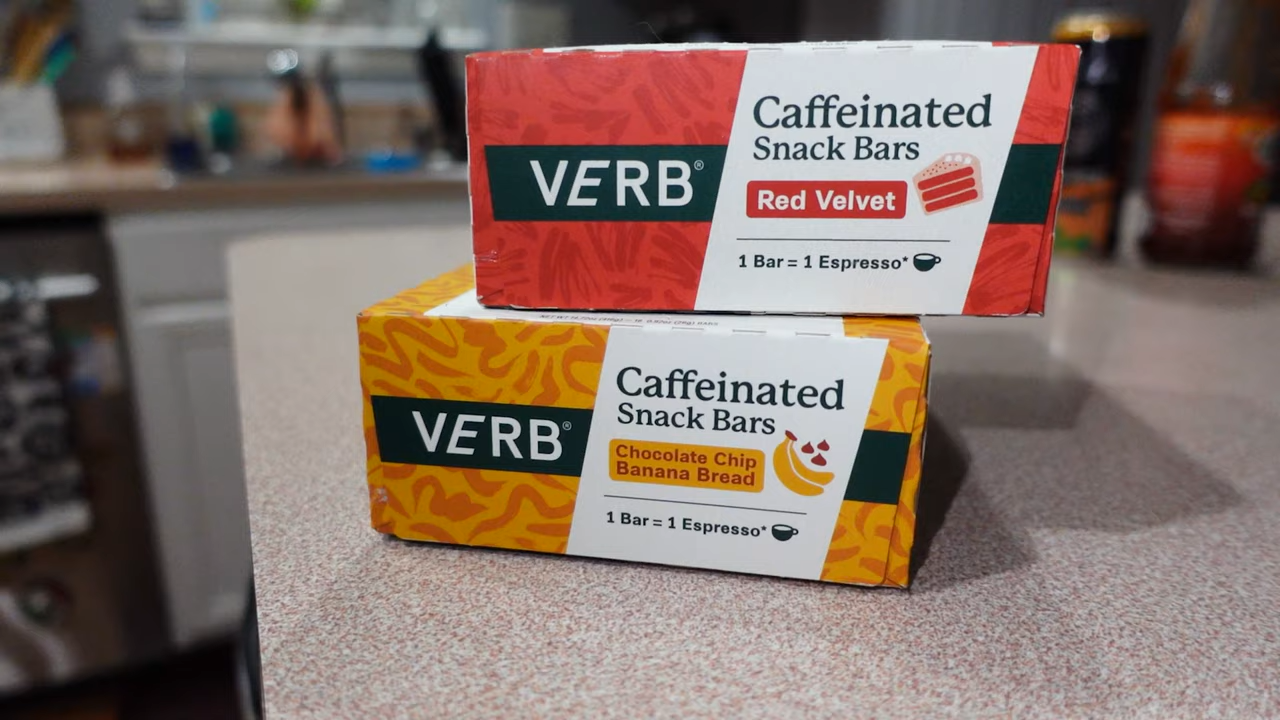 VERB®
Caffeinated
Snack Bars
Red Velvet
1 Bar = 1 Espresso*
VERB®
Caffeinated
Snack Bars
Chocolate Chip
Banana Bread
1 Bar = 1 Espresso*